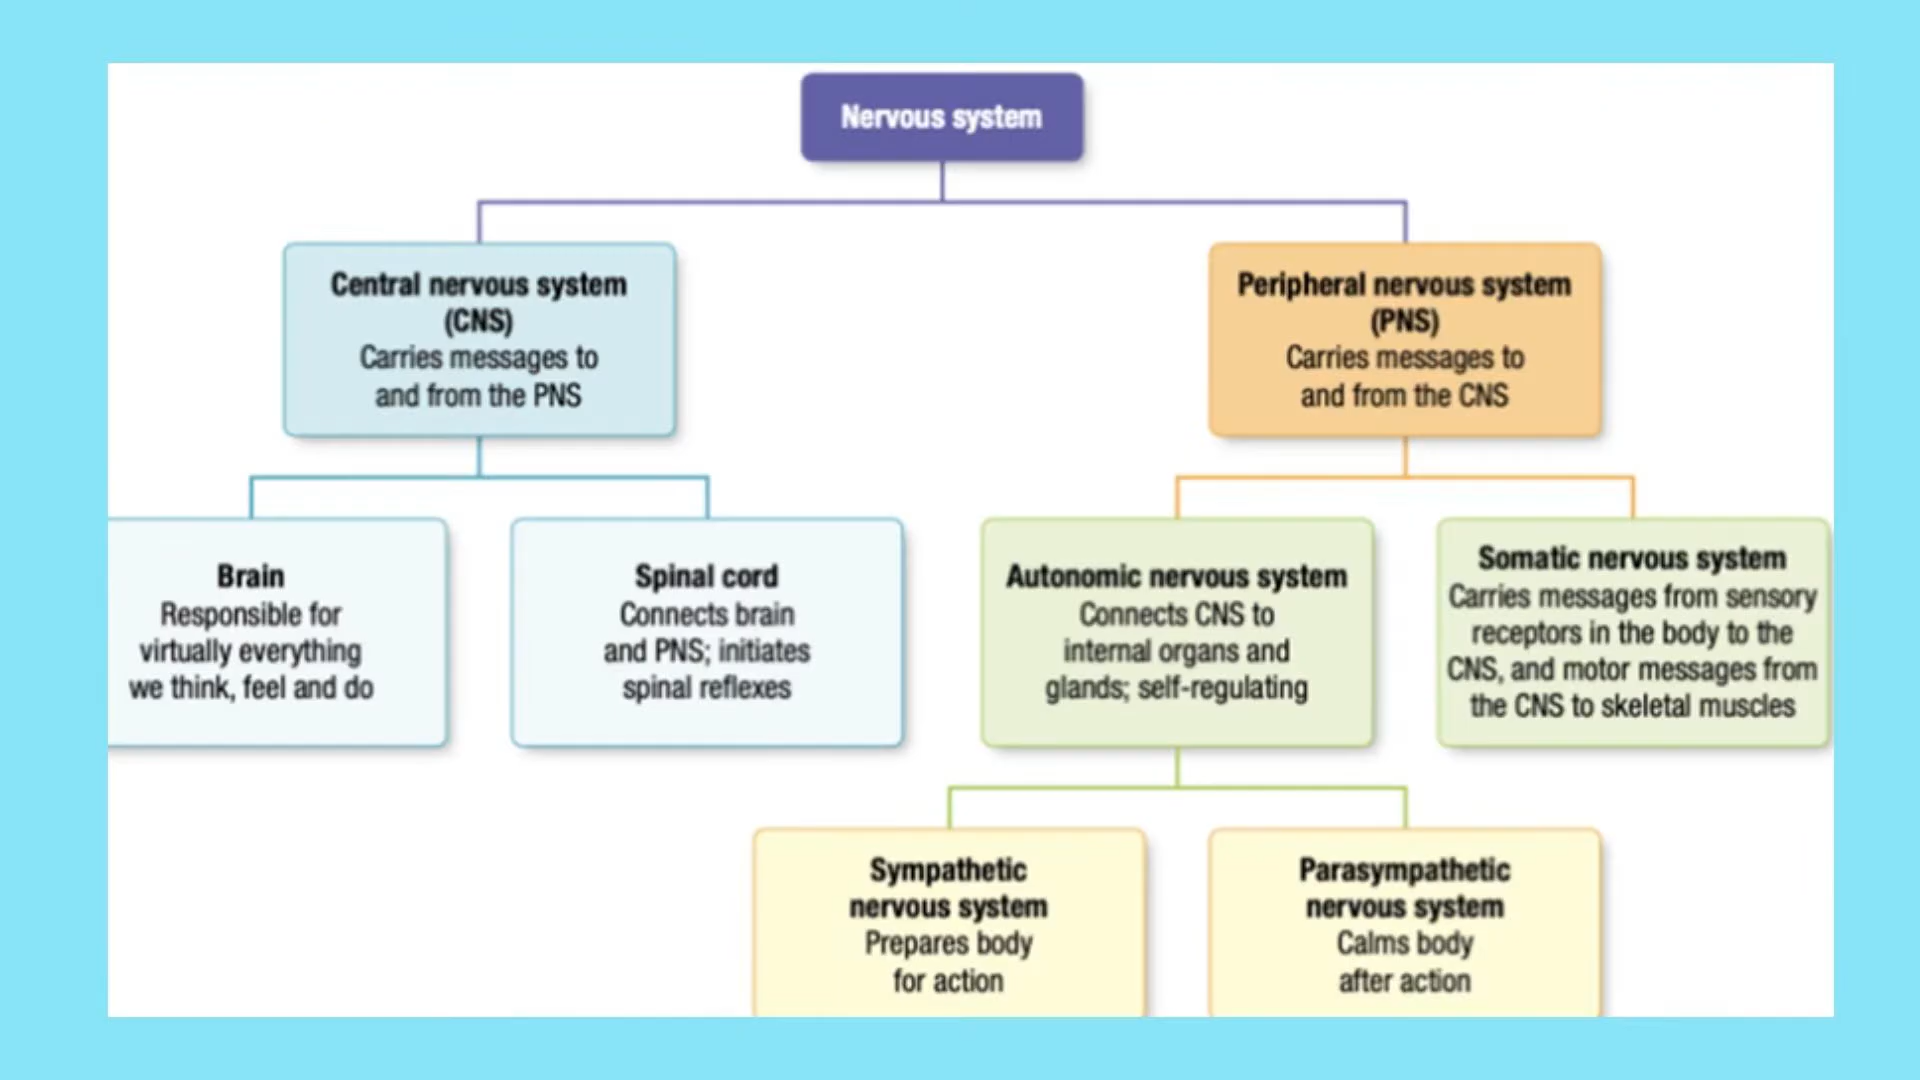 Nervous system
Central nervous system
(CNS)
Carries messages to
and from the PNS
Peripheral nervous system
(PNS)
Carries messages to
and from the CNS
Brain
Responsible for
virtually everything
we think, feel and do
Spinal cord
Connects brain
and PNS; initiates
spinal reflexes
Autonomic nervous system
Connects CNS to
internal organs and
glands; self-regulating
Somatic nervous system
Carries messages from sensory
receptors in the body to the
CNS, and motor messages from
the CNS to skeletal muscles
Sympathetic
nervous system
Prepares body
for action
Parasympathetic
nervous system
Calms body
after action